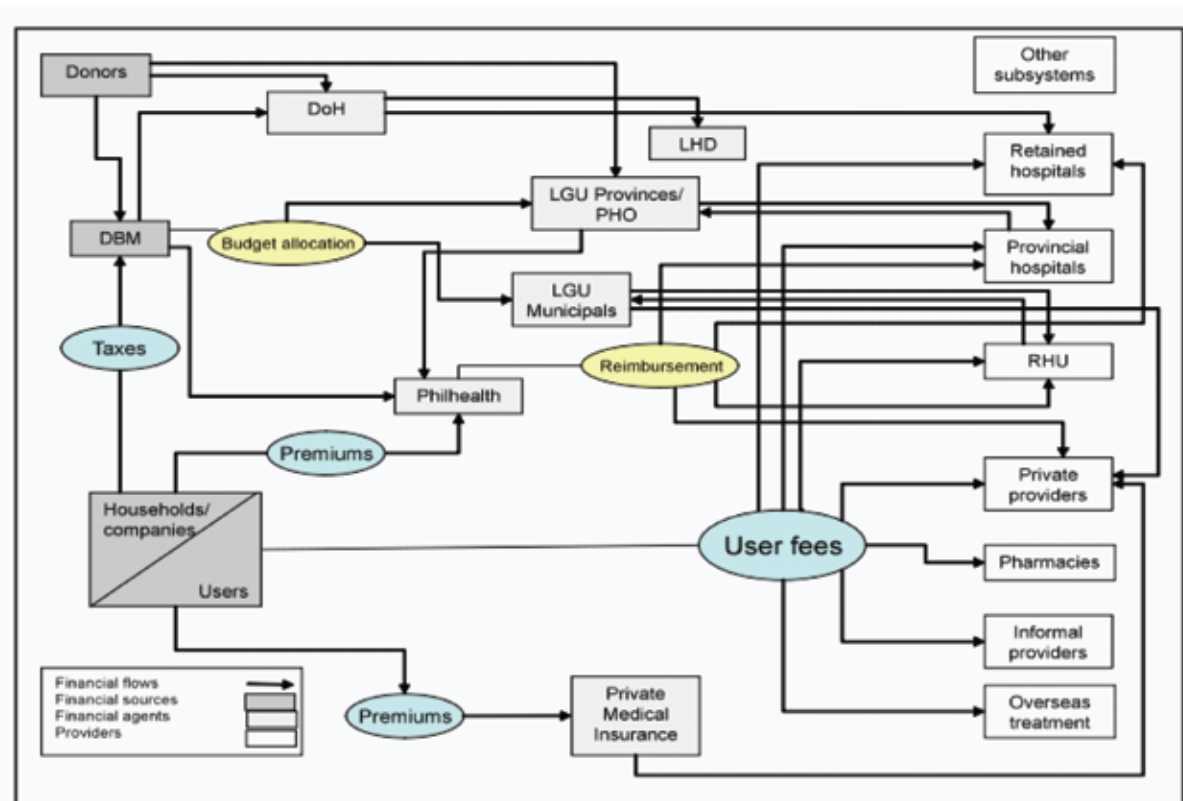 Other
subsystems
Donors
DoH
LHD
Retained
hospitals
LGU Provinces/
PHO
DBM
Budget allocation
Provincial
hospitals
LGU
Municipals
Taxes
Reimbursement
RHU
Philhealth
Premiums
Private
providers
Households/
companies
Users
User fees
Pharmacies
Informal
providers
Financial flows
Financial sources
Financial agents
Providers
Premiums
Private
Medical
Insurance
Overseas
treatment